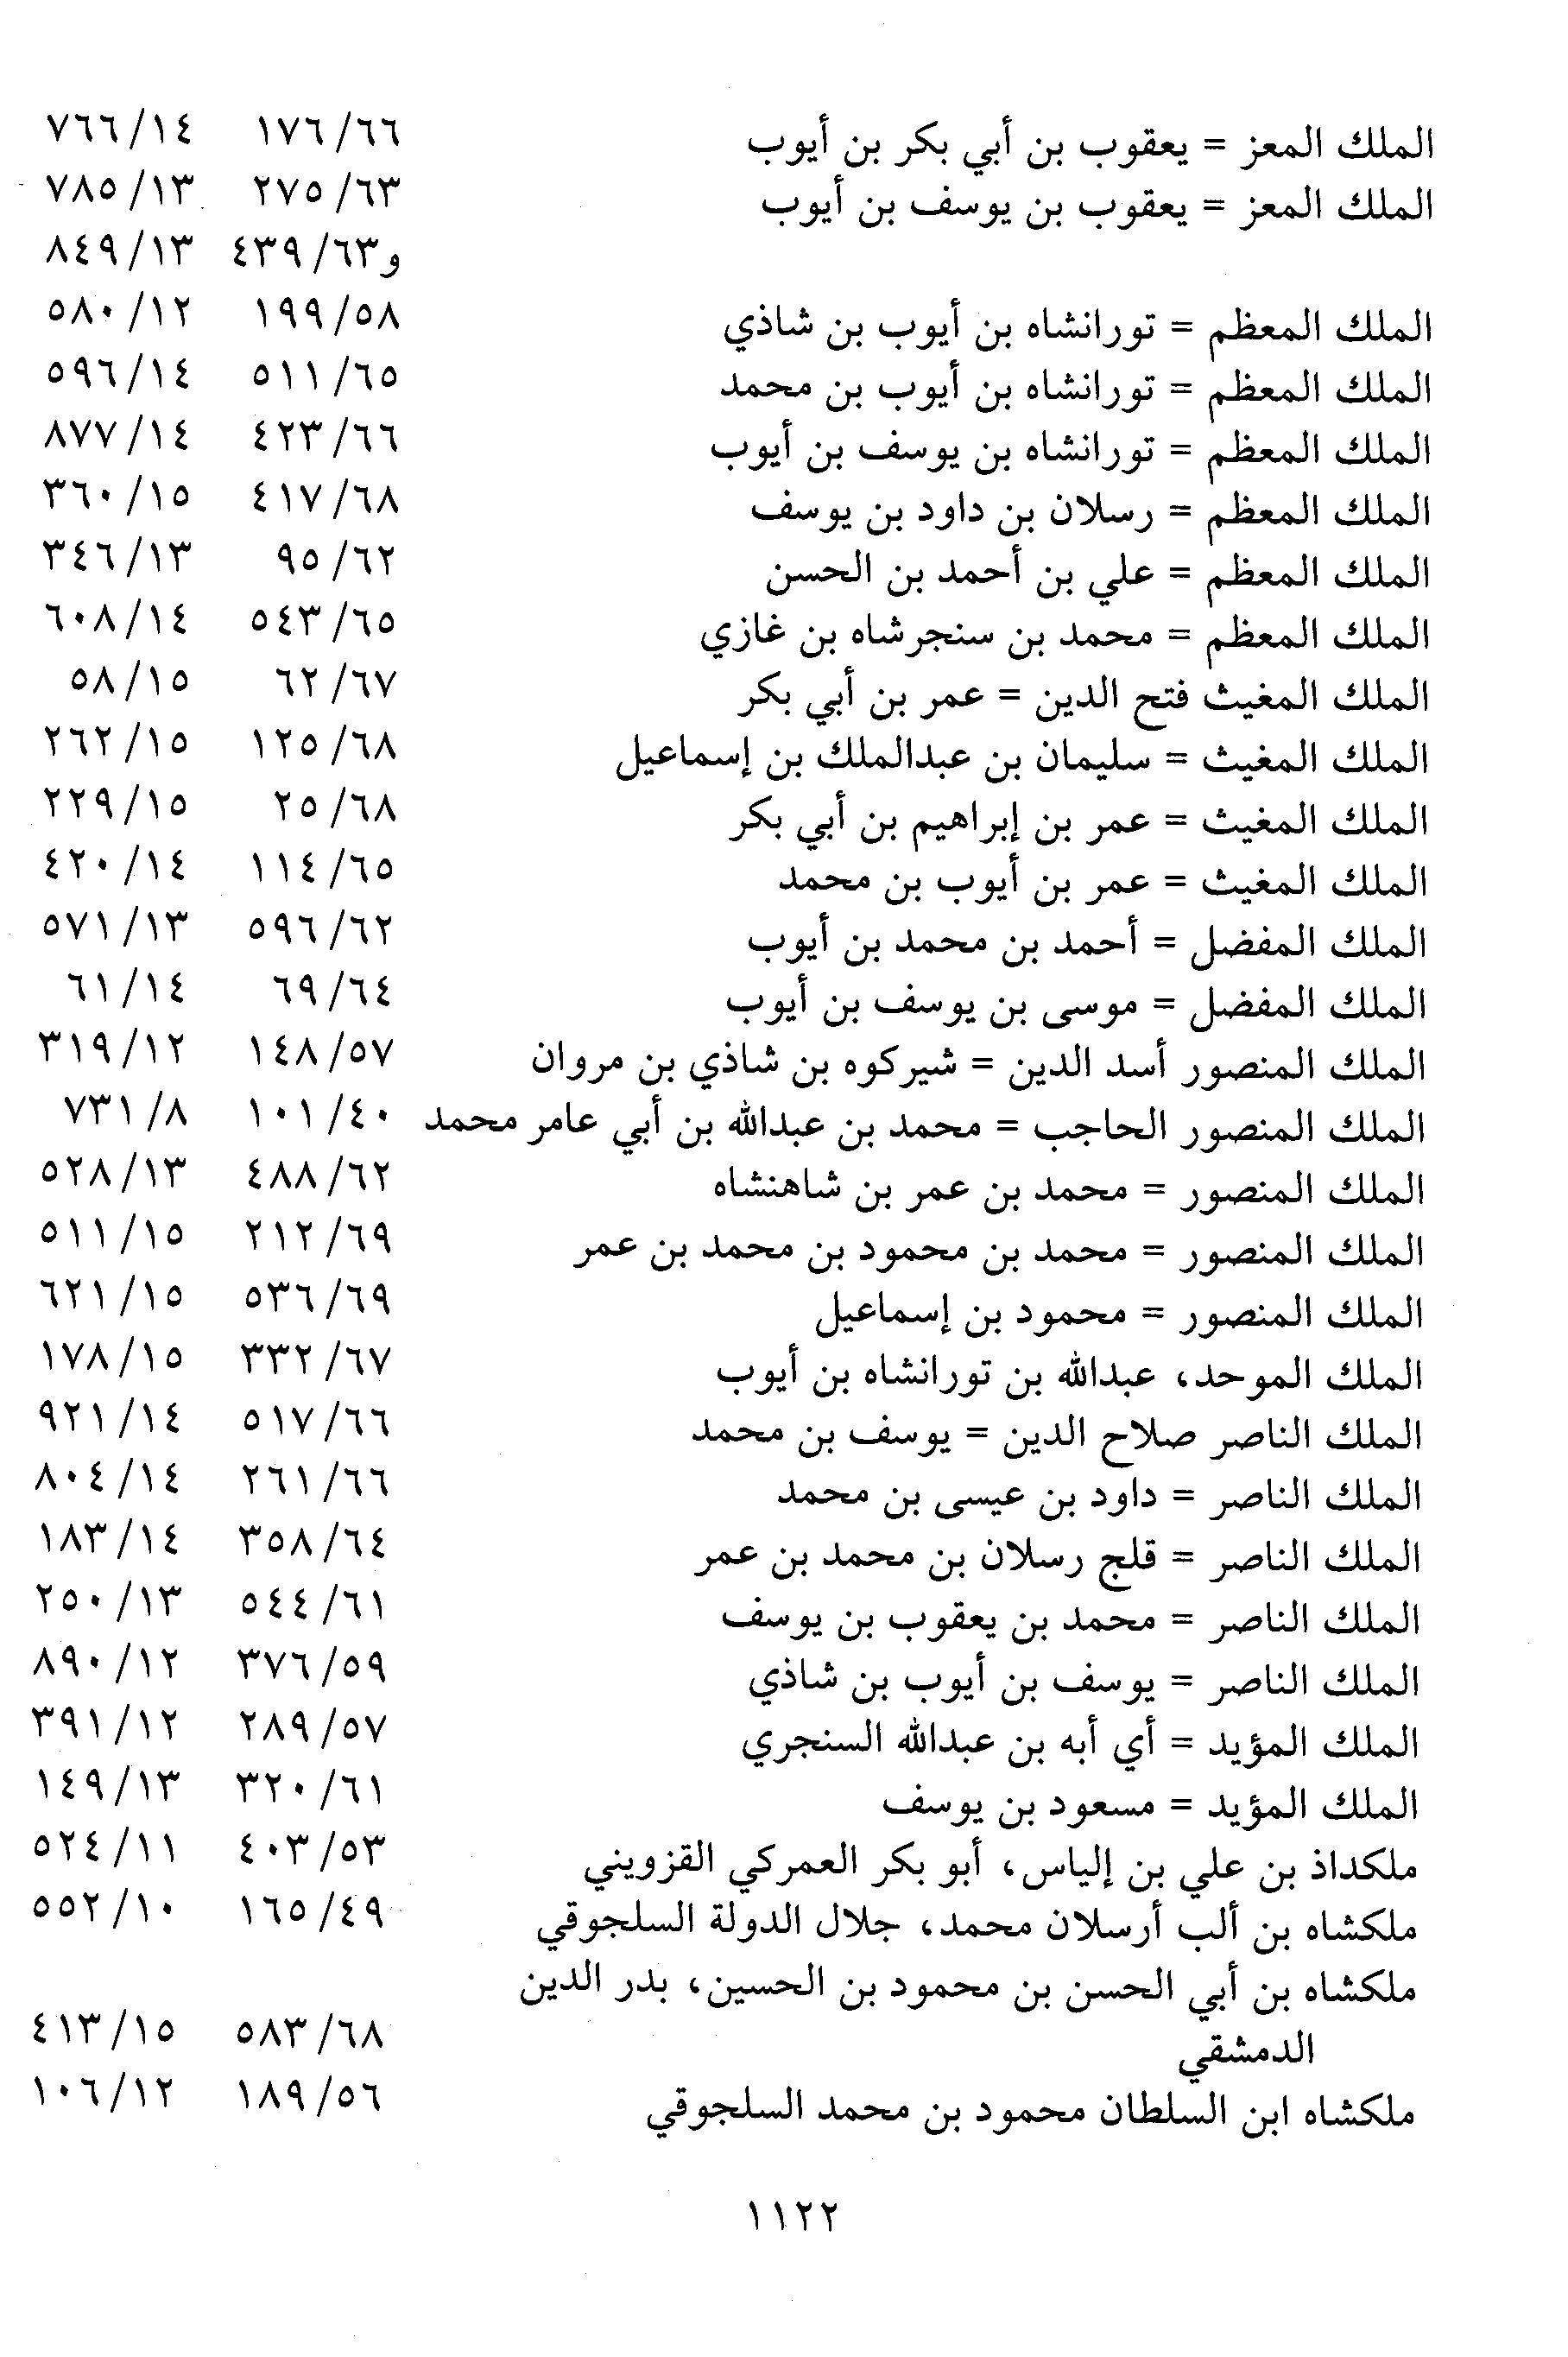 الملك المعز = يعقوب بن أبي بكر بن أيوب ١٧٦/٦٦ ٧٦٦/١٤
الملك المعز = يعقوب بن يوسف بن أيوب ٢٧٥/٦٣ ٧٨٥/١٣
و٤٣٩/٦٣ ٨٤٩/١٣
الملك المعظم = تورانشاه بن أيوب بن شاذي ١٩٩/٥٨ ٥٨٠/١٢
الملك المعظم = تورانشاه بن أيوب بن محمد ٥١١/٦٥ ٥٩٦/١٤
الملك المعظم = تورانشاه بن يوسف بن أيوب ٤٢٣/٦٦ ٨٧٧/١٤
الملك المعظم = رسلان بن داود بن يوسف ٤١٧/٦٨ ٣٦٠/١٥
الملك المعظم = علي بن أحمد بن الحسن ٩٥/٦٢ ٣٤٦/١٣
الملك المعظم = محمد بن سنجرشاه بن غازي ٥٤٣/٦٥ ٦٠٨/١٤
الملك المغيث فتح الدين = عمر بن أبي بكر ٦٢/٦٧ ٥٨/١٥
الملك المغيث = سليمان بن عبدالملك بن إسماعيل ١٢٥/٦٨ ٢٦٢/١٥
الملك المغيث = عمر بن إبراهيم بن أبي بكر ٢٥/٦٨ ٢٢٩/١٥
الملك المغيث = عمر بن أيوب بن محمد ١١٤/٦٥ ٤٢٠/١٤
الملك المفضل = أحمد بن محمد بن أيوب ٥٩٦/٦٢ ٥٧١/١٣
الملك المفضل = موسى بن يوسف بن أيوب ٦٩/٦٤ ٦١/١٤
الملك المنصور أسد الدين = شيركوه بن شاذي بن مروان ١٤٨/٥٧ ٣١٩/١٢
الملك المنصور الحاجب = محمد بن عبدالله بن أبي عامر محمد ١٠١/٤٠ ٧٣١/٨
الملك المنصور = محمد بن عمر بن شاهنشاه ٤٨٨/٦٢ ٥٢٨/١٣
الملك المنصور = محمد بن محمود بن محمد بن عمر ٢١٢/٦٩ ٥١١/١٥
الملك المنصور = محمود بن إسماعيل ٥٣٦/٦٩ ٦٢١/١٥
الملك الموحد، عبدالله بن تورانشاه بن أيوب ٣٣٢/٦٧ ١٧٨/١٥
الملك الناصر صلاح الدين = يوسف بن محمد ٥١٧/٦٦ ٩٢١/١٤
الملك الناصر = داود بن عيسى بن محمد ٢٦١/٦٦ ٨٠٤/١٤
الملك الناصر = قلج رسلان بن محمد بن عمر ٣٥٨/٦٤ ١٨٣/١٤
الملك الناصر = محمد بن يعقوب بن يوسف ٥٤٤/٦١ ٢٥٠/١٣
الملك الناصر = يوسف بن أيوب بن شاذي ٣٧٦/٥٩ ٨٩٠/١٢
الملك المؤيد = أي أبه بن عبدالله السنجري ٢٨٩/٥٧ ٣٩١/١٢
الملك المؤيد = مسعود بن يوسف ٣٢٠/٦١ ١٤٩/١٣
ملكداذ بن علي بن إلياس، أبو بكر العمركي القزويني ٤٠٣/٥٣ ٥٢٤/١١
ملكشاه بن ألب أرسلان محمد، جلال الدولة السلجوقي ١٦٥/٤٩ ٥٥٢/١٠
ملكشاه بن أبي الحسن بن محمود بن الحسين، بدر الدين
الدمشقي ٥٨٣/٦٨ ٤١٣/١٥
ملكشاه ابن السلطان محمود بن محمد السلجوقي ١٨٩/٥٦ ١٠٦/١٢
١١٢٢